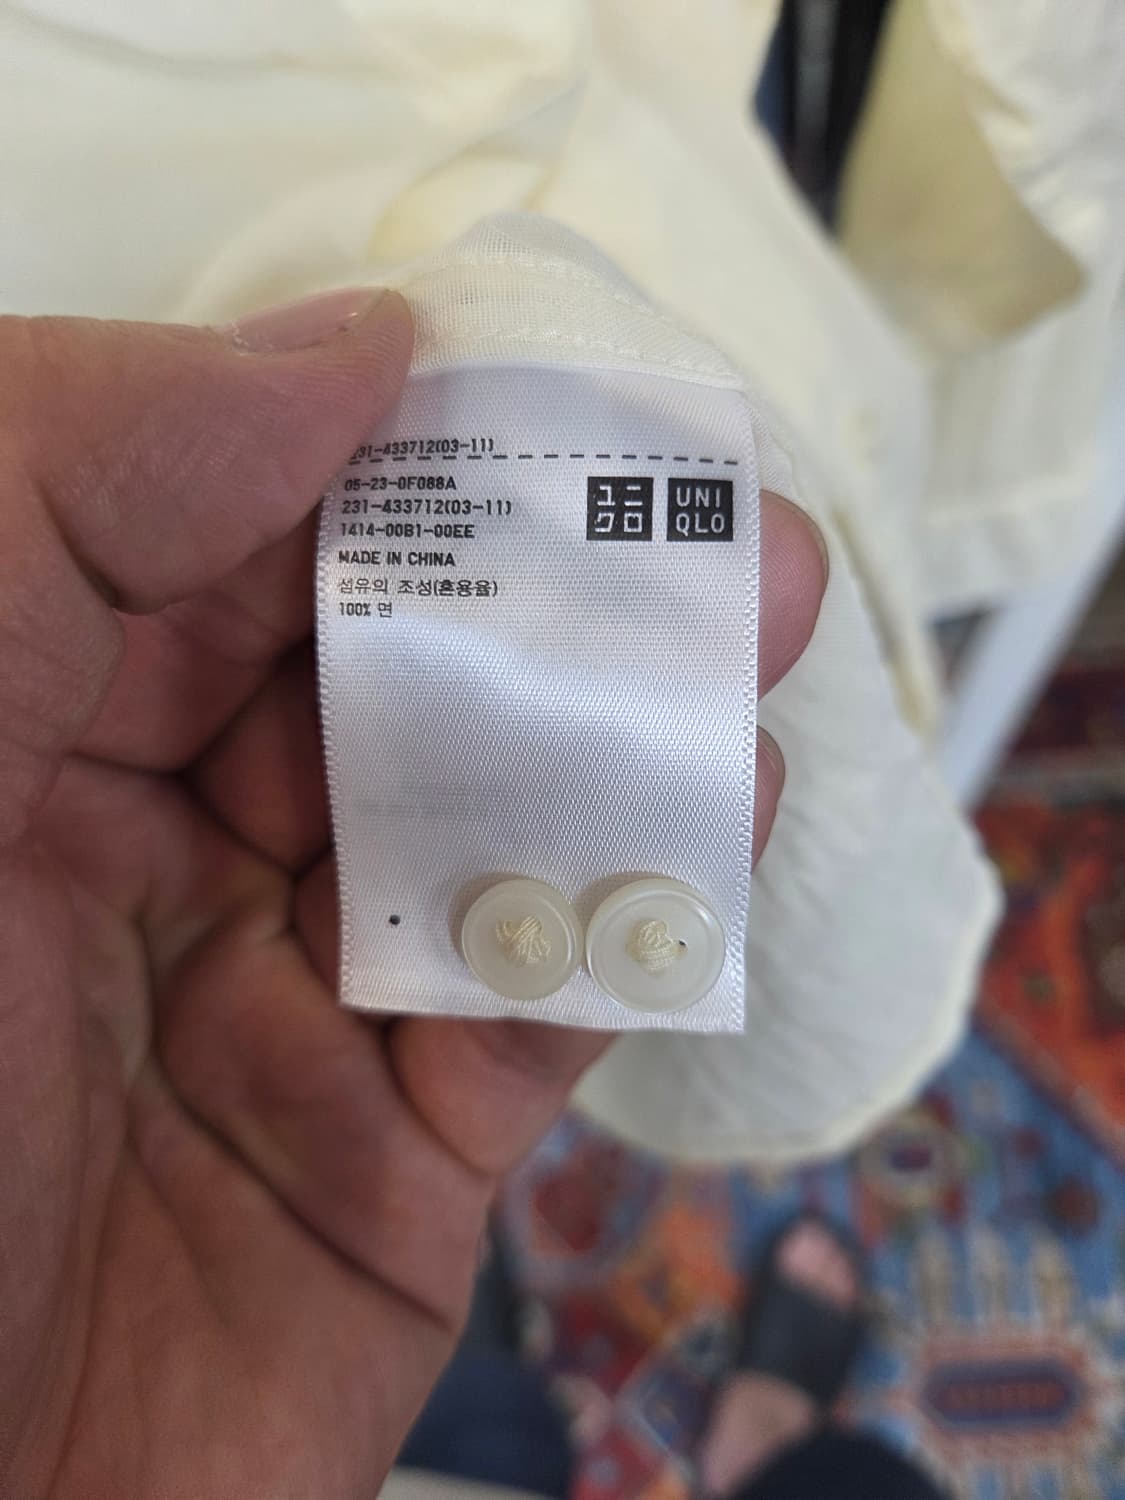 231-433712(03-11)
05-23-0F088A
231-433712(03-11)
1414-00B1-00EE
MADE IN CHINA
섬유의 조성(혼용율)
100% 면
ユニ
クロ
UNI
QLO